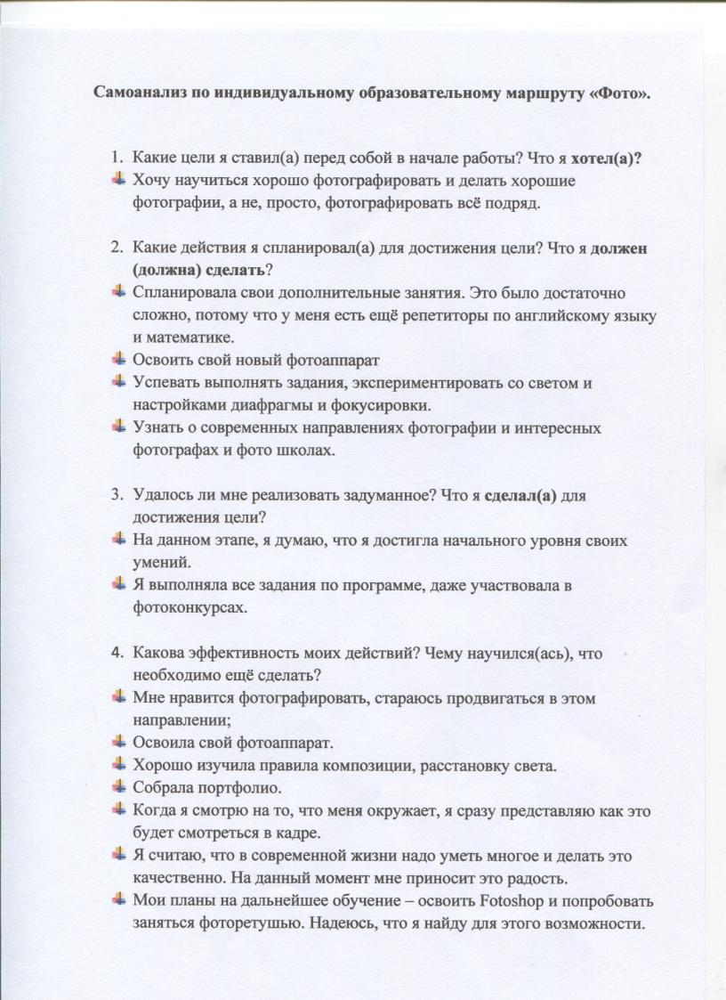 Самоанализ по индивидуальному образовательному маршруту «Фото».
1. Какие цели я ставил(а) перед собой в начале работы? Что я хотел(а)?
Хочу научиться хорошо фотографировать и делать хорошие
фотографии, а не, просто, фотографировать всё подряд.
2. Какие действия я спланировал(а) для достижения цели? Что я должен
(должна) сделать?
Спланировала свои дополнительные занятия. Это было достаточно
сложно, потому что у меня есть ещё репетиторы по английскому языку
и математике.
Освоить свой новый фотоаппарат
Успевать выполнять задания, экспериментировать со светом и
настройками диафрагмы и фокусировки.
Узнать о современных направлениях фотографии и интересных
фотографах и фото школах.
3. Удалось ли мне реализовать задуманное? Что я сделал(а) для
достижения цели?
На данном этапе, я думаю, что я достигла начального уровня своих
умений.
Я выполняла все задания по программе, даже участвовала в
фотоконкурсах.
4. Какова эффективность моих действий? Чему научился(ась), что
необходимо ещё сделать?
Мне нравится фотографировать, стараюсь продвигаться в этом
направлении;
Освоила свой фотоаппарат.
Хорошо изучила правила композиции, расстановку света.
Собрала портфолио.
Когда я смотрю на то, что меня окружает, я сразу представляю как это
будет смотреться в кадре.
Я считаю, что в современной жизни надо уметь многое и делать это
качественно. На данный момент мне приносит это радость.
Мои планы на дальнейшее обучение – освоить Fotoshop и попробовать
заняться фоторетушью. Надеюсь, что я найду для этого возможности.